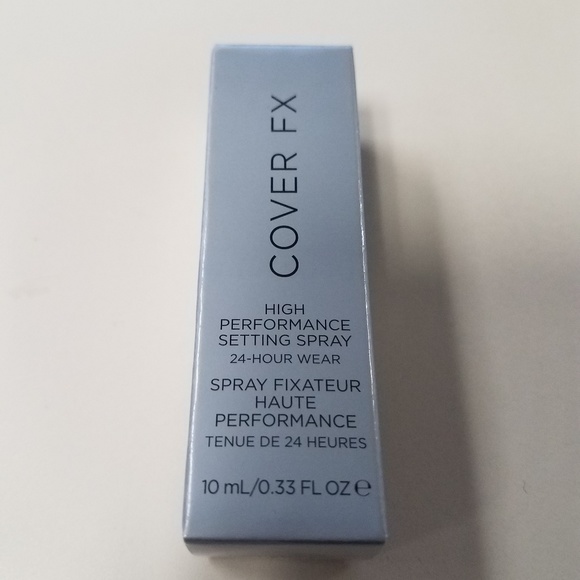 COVER FX
HIGH
PERFORMANCE
SETTING SPRAY
24-HOUR WEAR
SPRAY FIXATEUR
HAUTE
PERFORMANCE
TENUE DE 24 HEURES
10 mL/0.33 FL OZ ℮